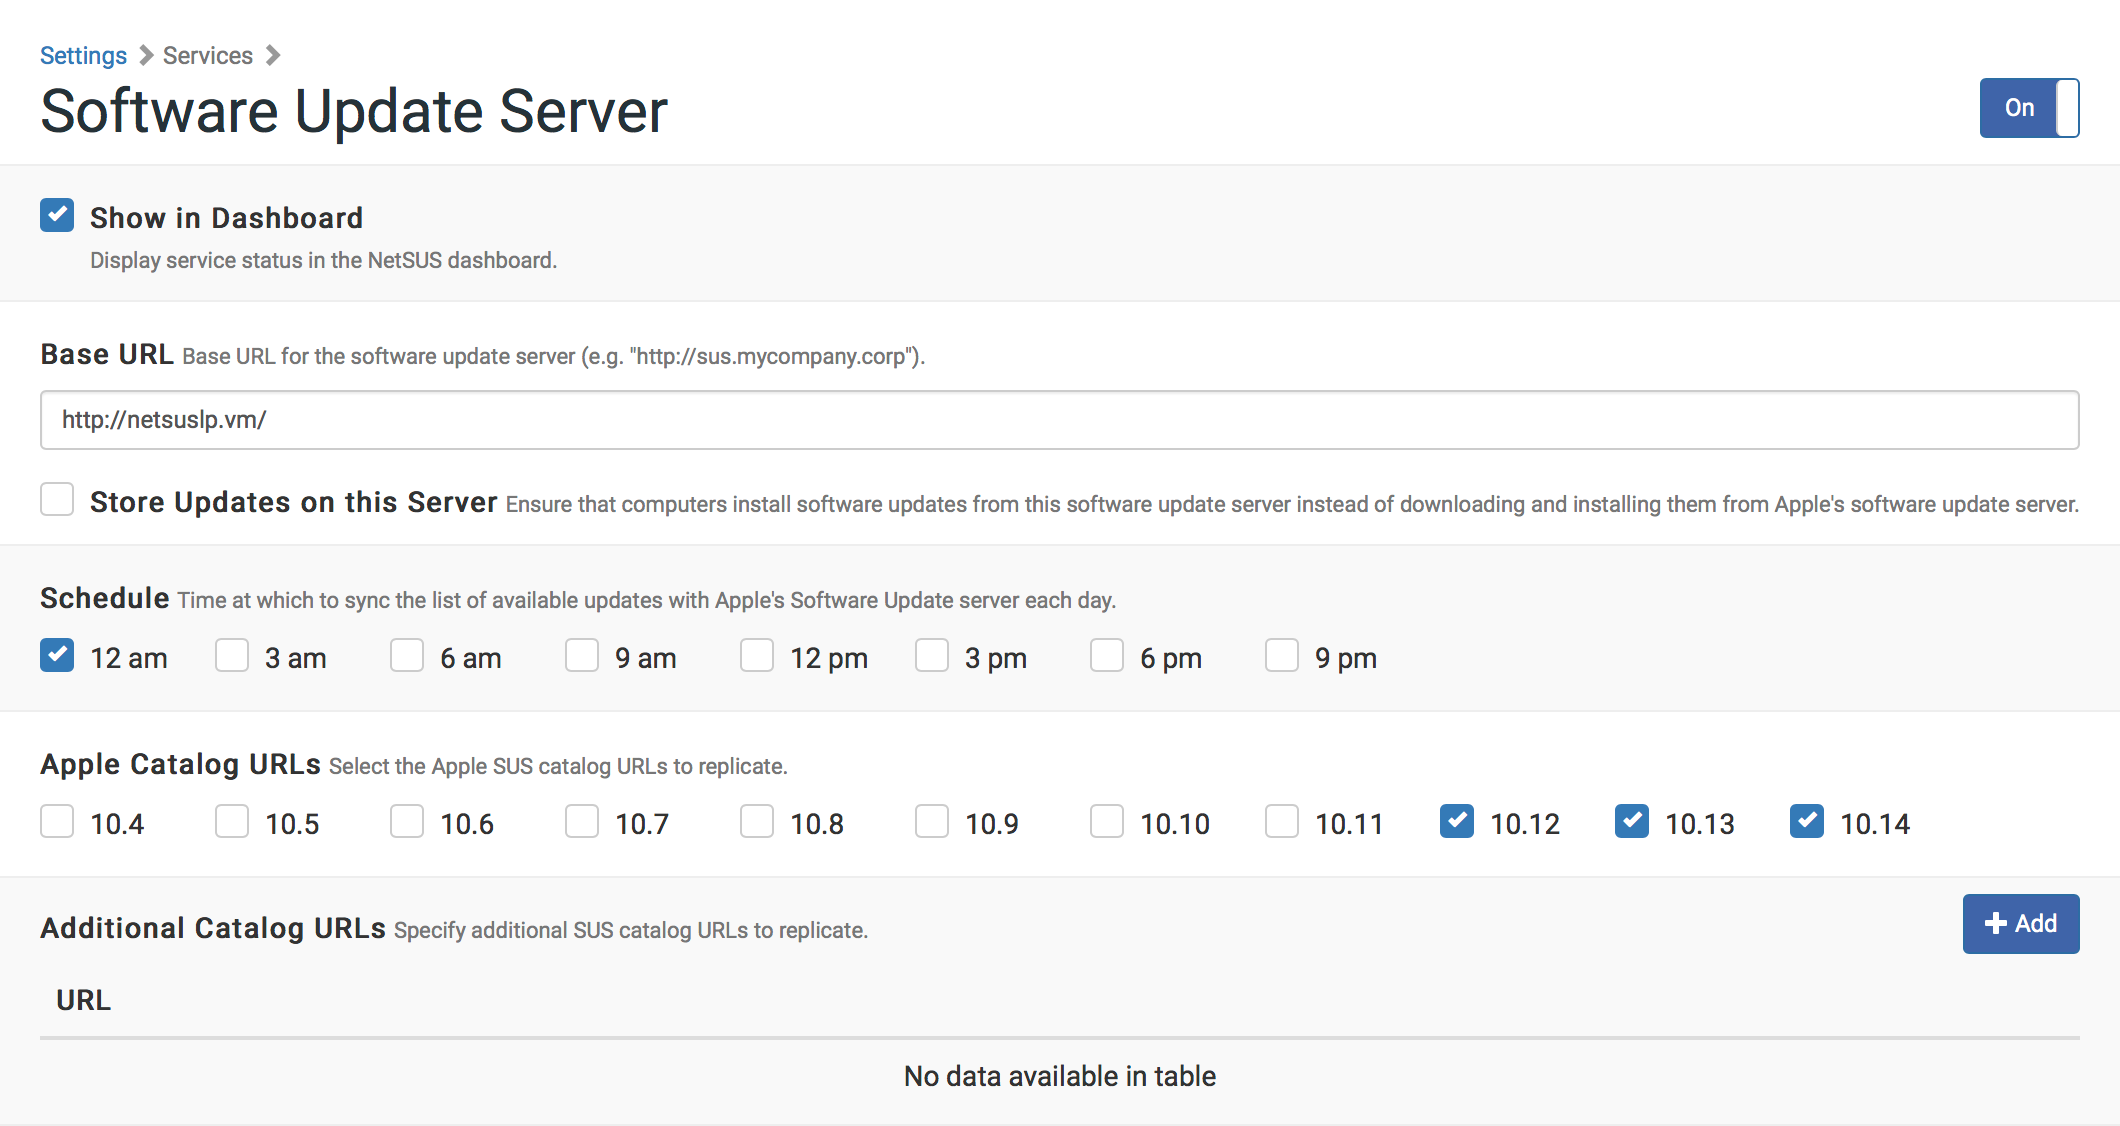 Settings Services
Software Update Server
On
Show in Dashboard
Display service status in the NetSUS dashboard.
Base URL Base URL for the software update server (e.g. "http://sus.mycompany.corp").
http://netsuslp.vm/
Store Updates on this Server Ensure that computers install software updates from this software update server instead of downloading and installing them from Apple's software update server.
Schedule Time at which to sync the list of available updates with Apple's Software Update server each day.
12 am 3 am 6 am 9 am 12 pm 3 pm 6 pm 9 pm
Apple Catalog URLs Select the Apple SUS catalog URLs to replicate.
10.4 10.5 10.6 10.7 10.8 10.9 10.10 10.11 10.12 10.13 10.14
Additional Catalog URLs Specify additional SUS catalog URLs to replicate.
Add
URL
No data available in table